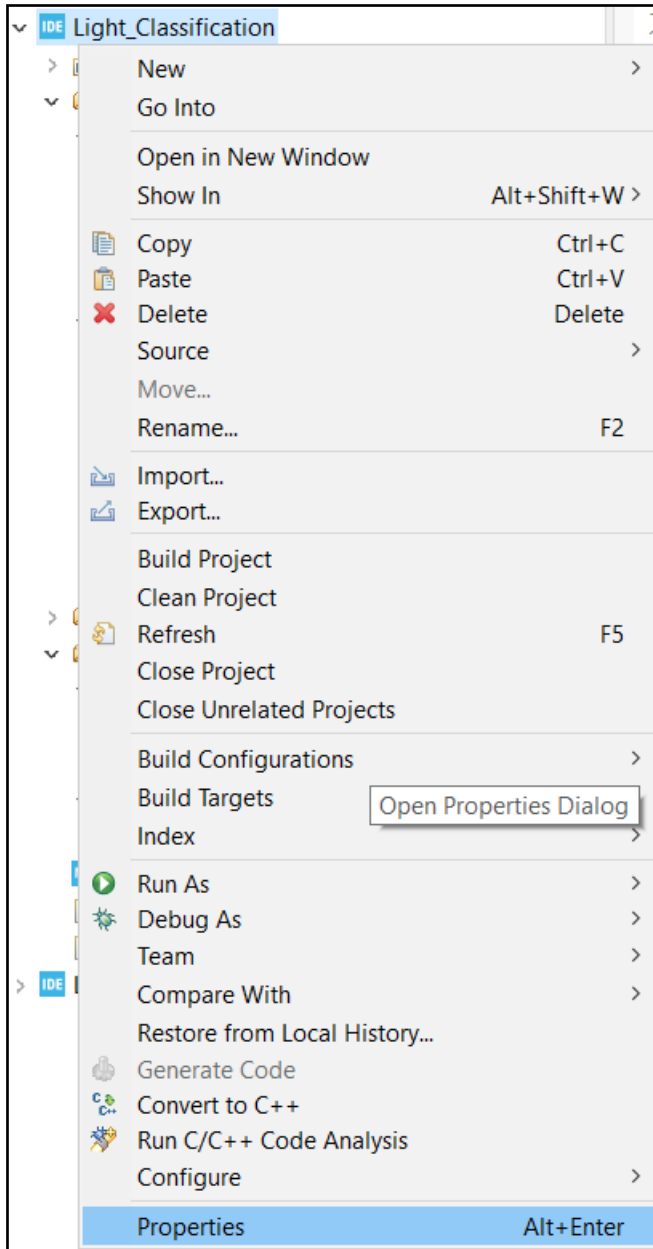 IDE Light_Classification
New
Go Into
Open in New Window
Show In Alt+Shift+W
Copy Ctrl+C
Paste Ctrl+V
Delete Delete
Source
Move...
Rename... F2
Import...
Export...
Build Project
Clean Project
Refresh F5
Close Project
Close Unrelated Projects
Build Configurations
Build Targets
Open Properties Dialog
Index
Run As
Debug As
Team
IDE
Compare With
Restore from Local History...
Generate Code
Convert to C++
Run C/C++ Code Analysis
Configure
Properties Alt+Enter